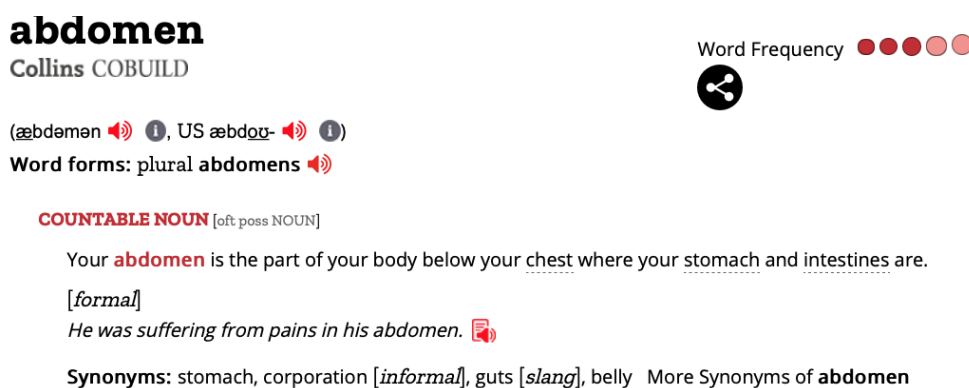 abdomen
Collins COBUILD
Word Frequency
(æbdəmən , US æbdoʊ- )
Word forms: plural abdomens
COUNTABLE NOUN [oft poss NOUN]
Your abdomen is the part of your body below your chest where your stomach and intestines are.
[formal]
He was suffering from pains in his abdomen.
Synonyms: stomach, corporation [informal], guts [slang], belly More Synonyms of abdomen